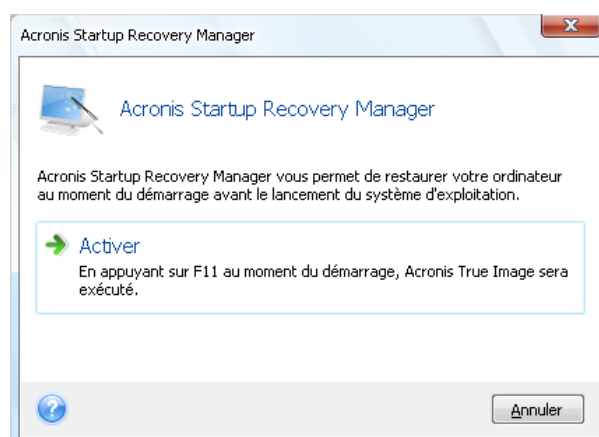 Acronis Startup Recovery Manager
Acronis Startup Recovery Manager
Acronis Startup Recovery Manager vous permet de restaurer votre ordinateur
au moment du démarrage avant le lancement du système d'exploitation.
Activer
En appuyant sur F11 au moment du démarrage, Acronis True Image sera
exécuté.
Annuler